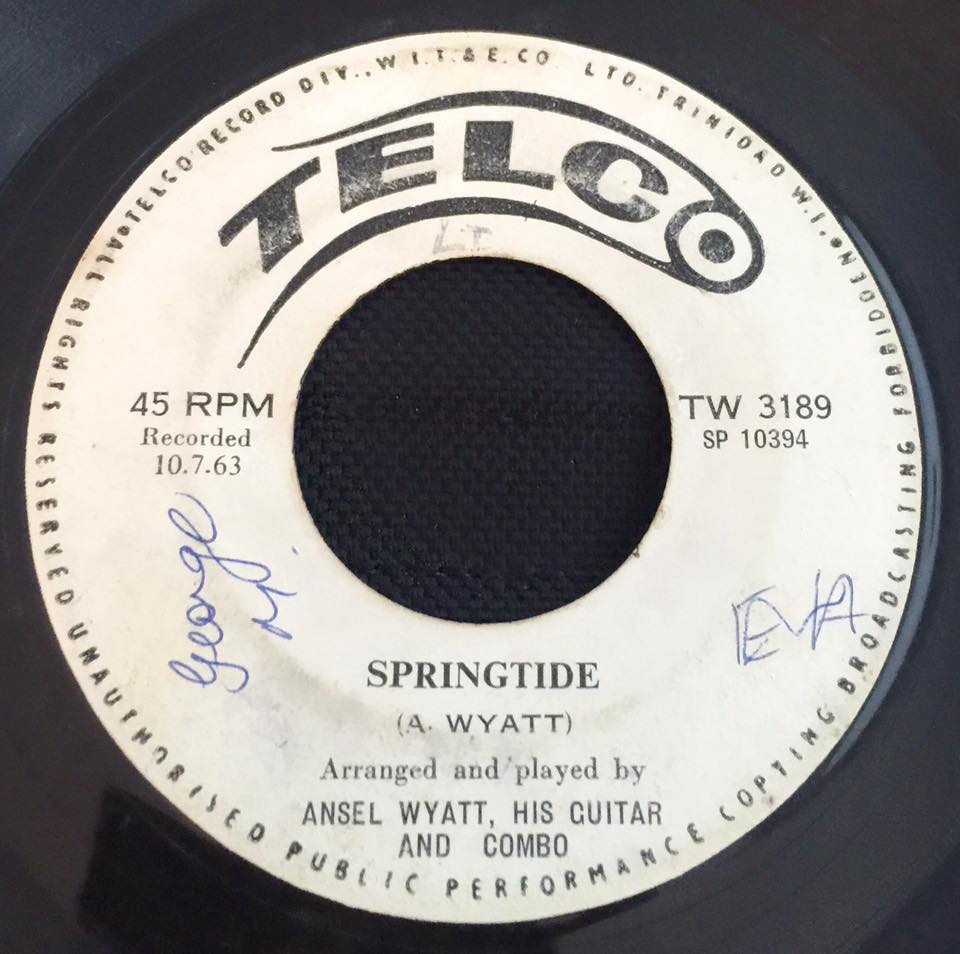 •TELCO RECORD DIV., W.I.T.& E. CO. LTD. TRINIDAD W.I.•
TELCO
LT
45 RPM
Recorded
10.7.63
TW 3189
SP 10394
George
M.
EVA
SPRINGTIDE
(A. WYATT)
Arranged and played by
ANSEL WYATT, HIS GUITAR
AND COMBO
ALL RIGHTS RESERVED UNAUTHORISED PUBLIC PERFORMANCE COPYING BROADCASTING FORBIDDEN